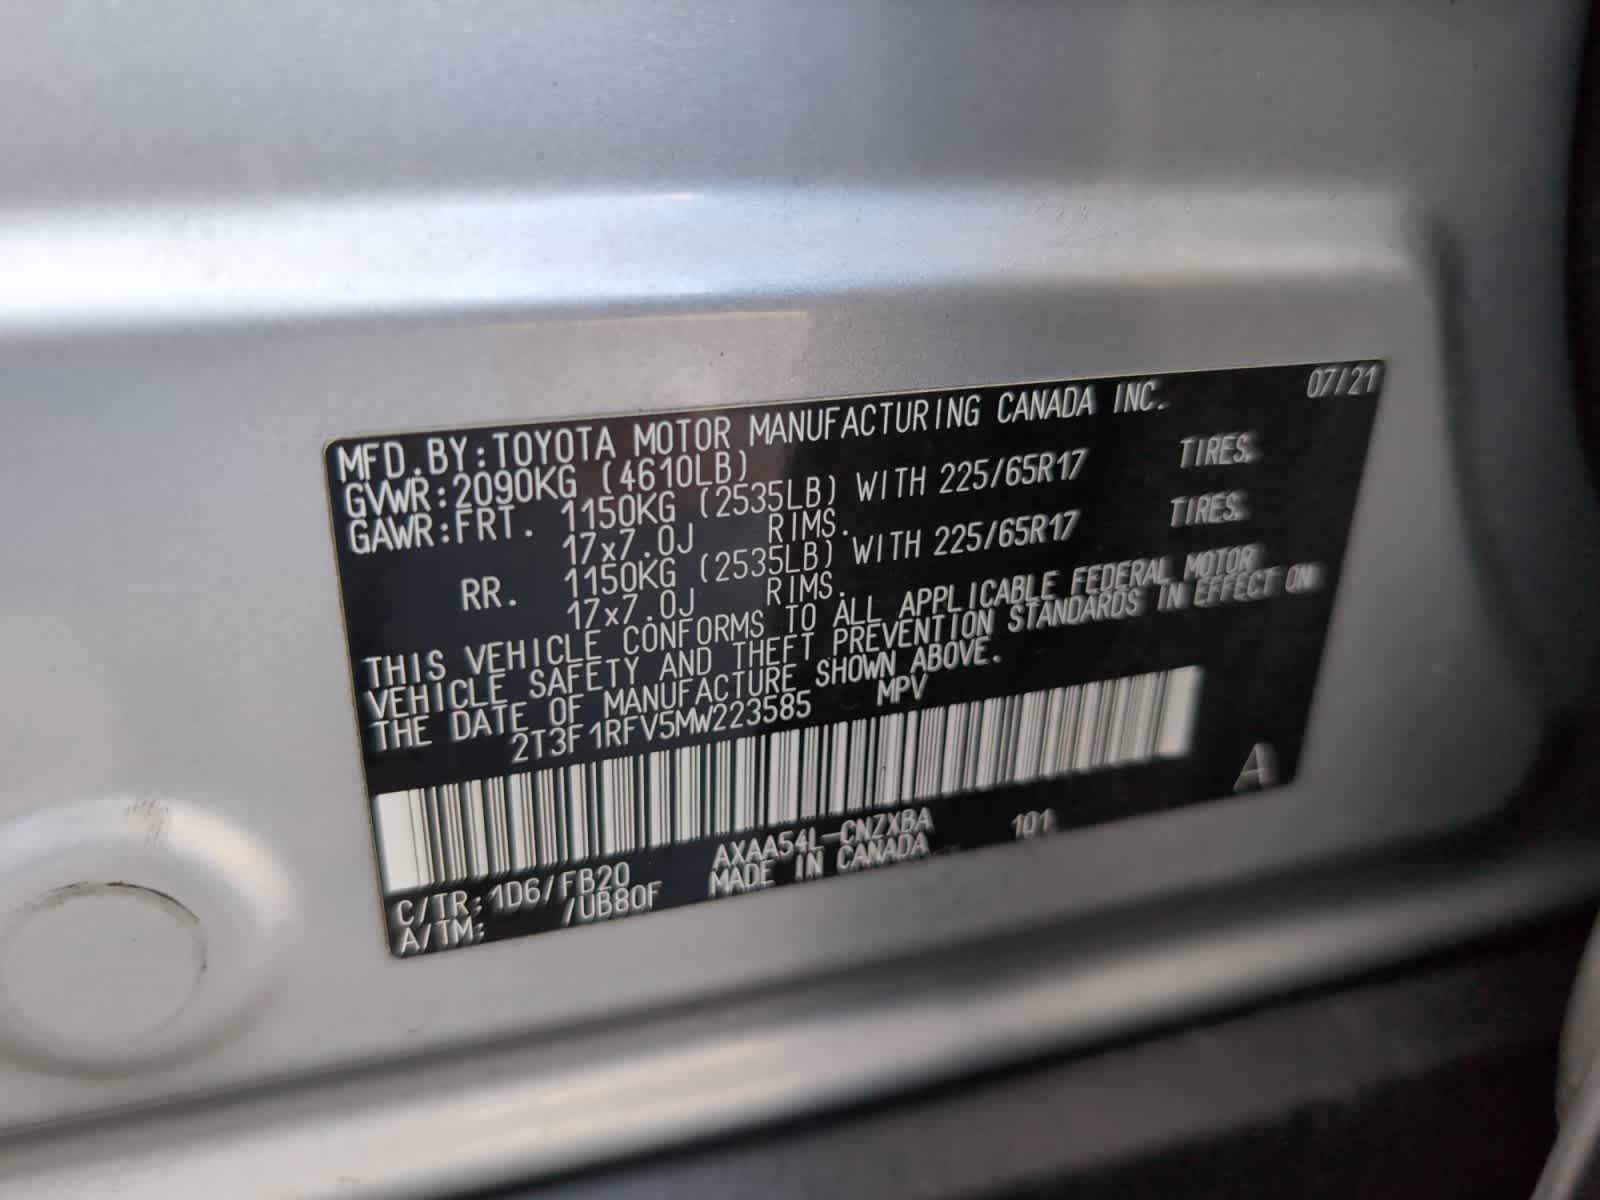 07/21
MFD.BY:TOYOTA MOTOR MANUFACTURING CANADA INC.
GVWR:2090KG (4610LB)
GAWR:FRT. 1150KG (2535LB) WITH 225/65R17 TIRES.
17x7.0J RIMS.
RR. 1150KG (2535LB) WITH 225/65R17 TIRES.
17x7.0J RIMS.
THIS VEHICLE CONFORMS TO ALL APPLICABLE FEDERAL MOTOR
VEHICLE SAFETY AND THEFT PREVENTION STANDARDS IN EFFECT ON
THE DATE OF MANUFACTURE SHOWN ABOVE.
2T3F1RFV5MW223585 MPV
A
C/TR:1D6/FB20 AXAA54L-CNZXBA 101
A/TM: /UB80F MADE IN CANADA